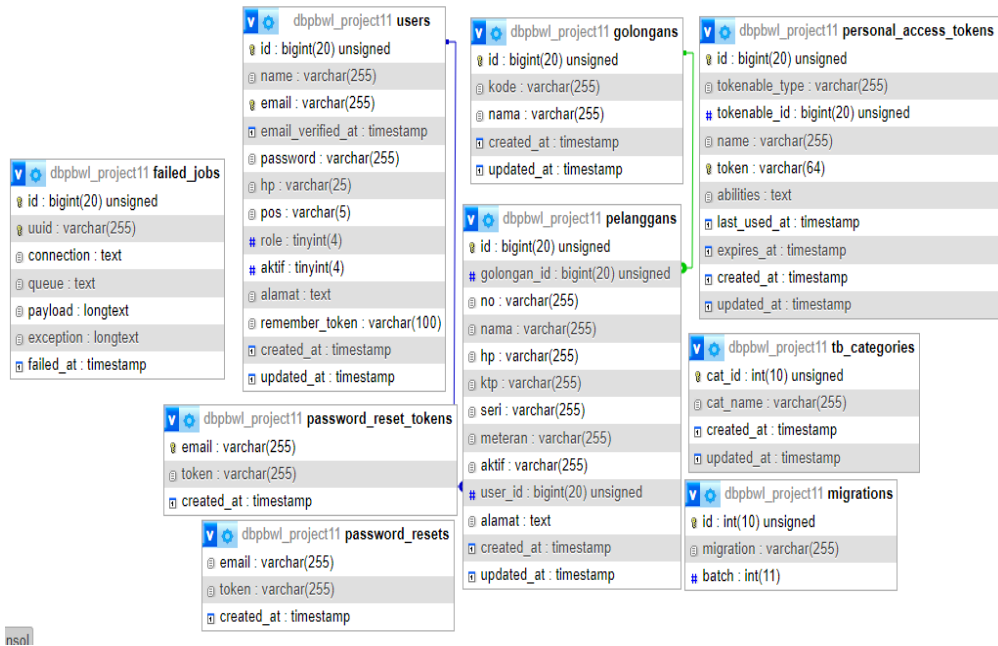 dbpbwl_project11 users
id : bigint(20) unsigned
name : varchar(255)
email : varchar(255)
email_verified_at : timestamp
password : varchar(255)
hp : varchar(25)
pos : varchar(5)
role : tinyint(4)
aktif : tinyint(4)
alamat : text
remember_token : varchar(100)
created_at : timestamp
updated_at : timestamp
dbpbwl_project11 golongans
id : bigint(20) unsigned
kode : varchar(255)
nama : varchar(255)
created_at : timestamp
updated_at : timestamp
dbpbwl_project11 personal_access_tokens
id : bigint(20) unsigned
tokenable_type : varchar(255)
tokenable_id : bigint(20) unsigned
name : varchar(255)
token : varchar(64)
abilities : text
last_used_at : timestamp
expires_at : timestamp
created_at : timestamp
updated_at : timestamp
dbpbwl_project11 failed_jobs
id : bigint(20) unsigned
uuid : varchar(255)
connection : text
queue : text
payload : longtext
exception : longtext
failed_at : timestamp
dbpbwl_project11 pelanggans
id : bigint(20) unsigned
golongan_id : bigint(20) unsigned
no : varchar(255)
nama : varchar(255)
hp : varchar(255)
ktp : varchar(255)
seri : varchar(255)
meteran : varchar(255)
aktif : varchar(255)
user_id : bigint(20) unsigned
alamat : text
created_at : timestamp
updated_at : timestamp
dbpbwl_project11 tb_categories
cat_id : int(10) unsigned
cat_name : varchar(255)
created_at : timestamp
updated_at : timestamp
dbpbwl_project11 password_reset_tokens
email : varchar(255)
token : varchar(255)
created_at : timestamp
dbpbwl_project11 migrations
id : int(10) unsigned
migration : varchar(255)
batch : int(11)
dbpbwl_project11 password_resets
email : varchar(255)
token : varchar(255)
created_at : timestamp
nsol